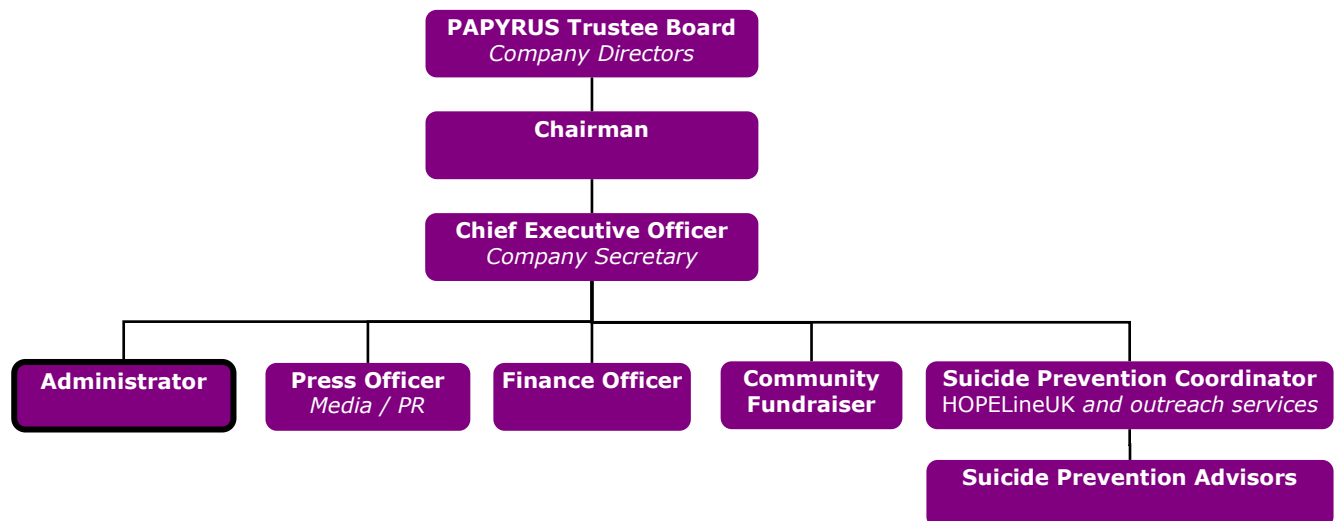 PAPYRUS Trustee Board
Company Directors
Chairman
Chief Executive Officer
Company Secretary
Administrator
Press Officer
Media / PR
Finance Officer
Community
Fundraiser
Suicide Prevention Coordinator
HOPELineUK and outreach services
Suicide Prevention Advisors